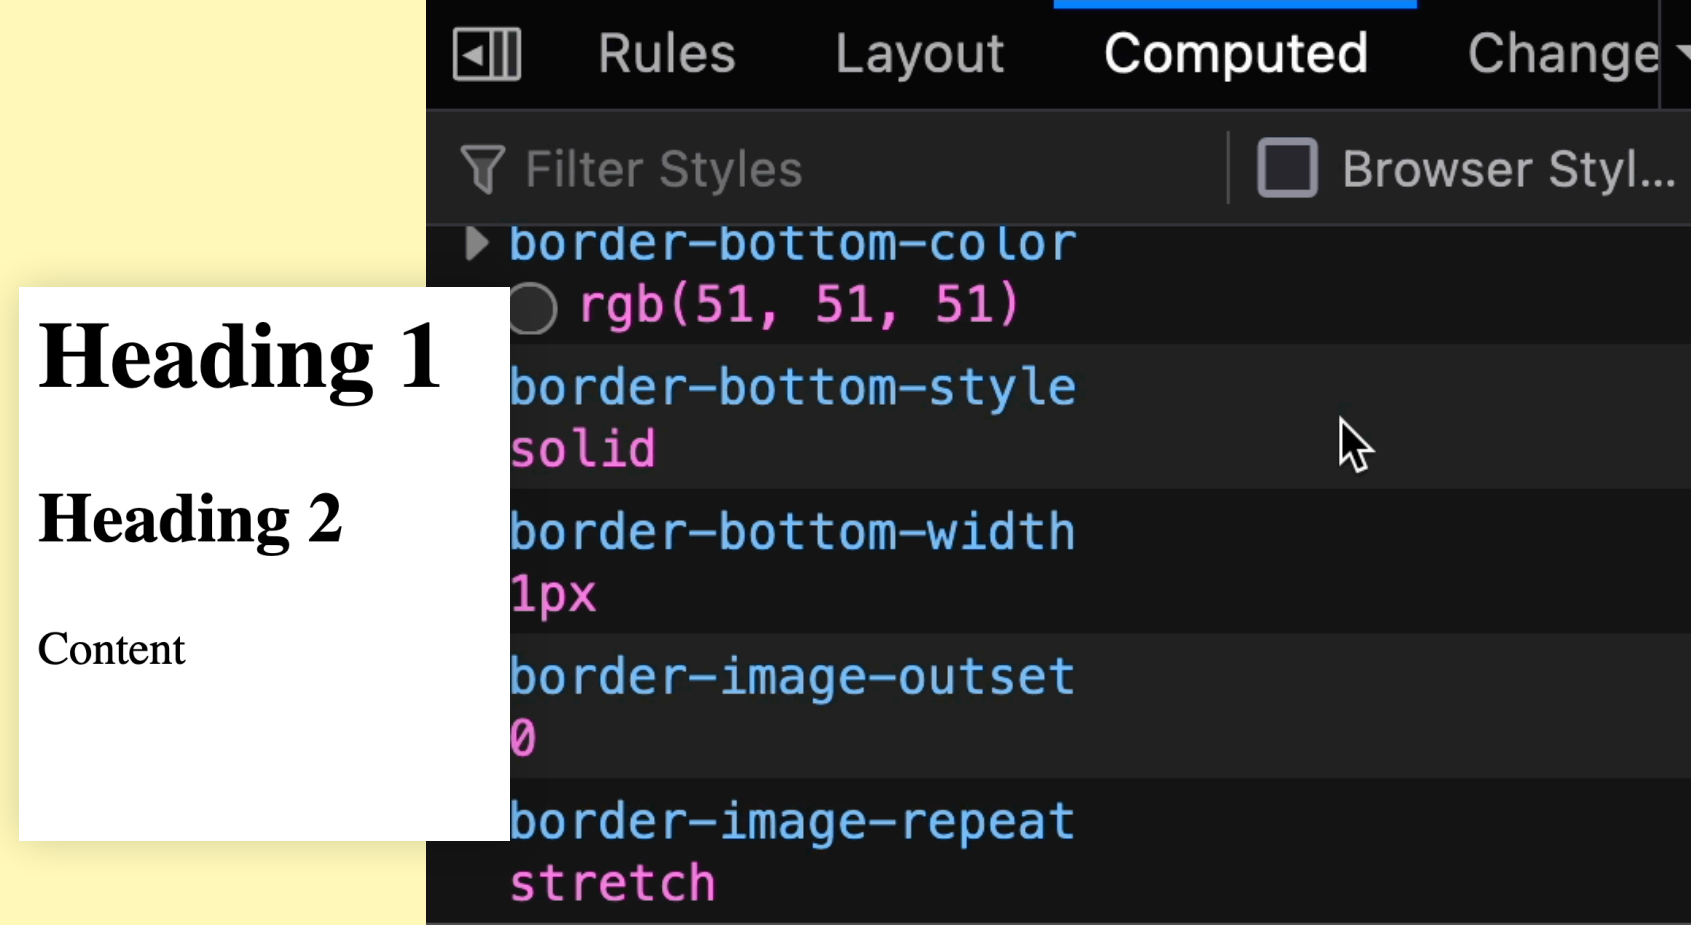 Rules Layout Computed Change
Filter Styles Browser Styl...
border-bottom-color
rgb(51, 51, 51)
border-bottom-style
solid
border-bottom-width
1px
border-image-outset
0
border-image-repeat
stretch
Heading 1
Heading 2
Content